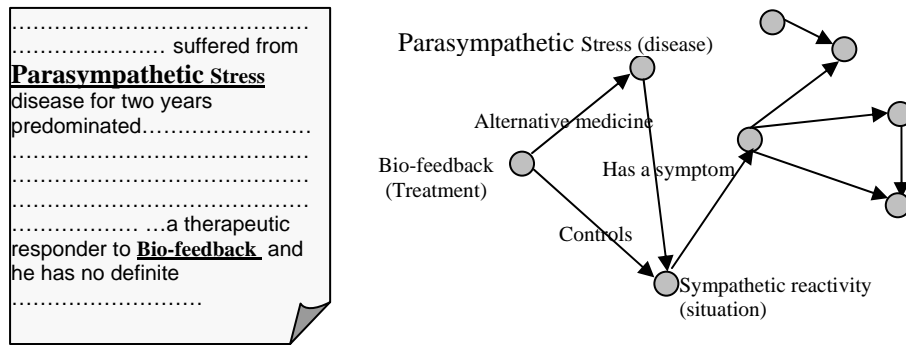 ……………………………………
…………………. suffered from
Parasympathetic Stress
disease for two years
predominated……………………
……………………………………
……………………………………
……………………………………
……………… …a therapeutic
responder to Bio-feedback and
he has no definite
………………………
Parasympathetic Stress (disease)
Alternative medicine
Bio-feedback
(Treatment)
Has a symptom
Controls
Sympathetic reactivity
(situation)